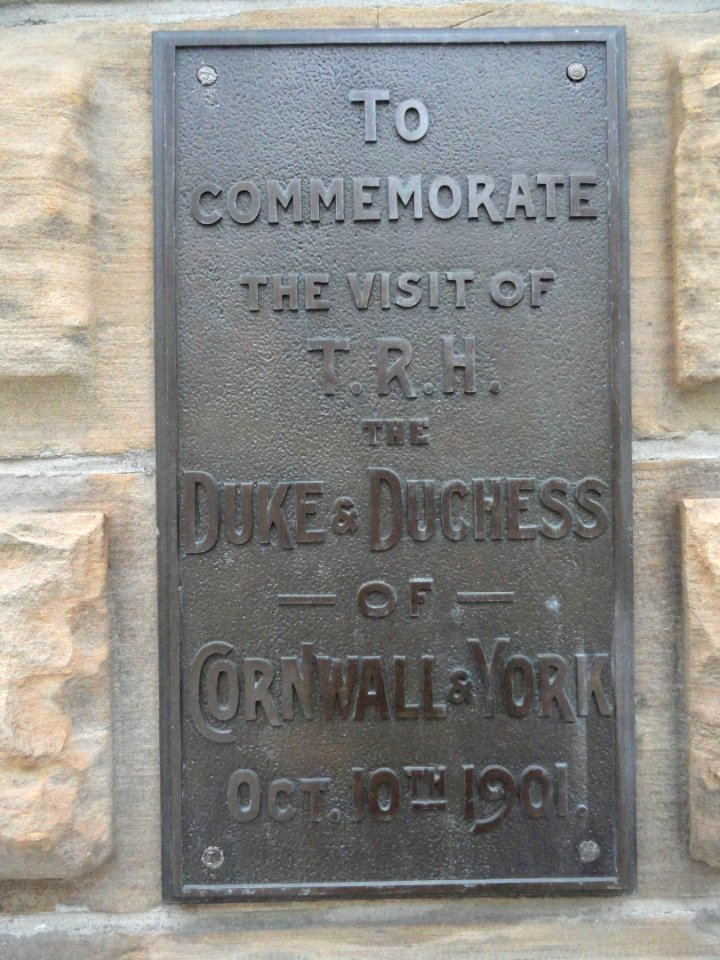 To
COMMEMORATE
THE VISIT OF
T.R.H.
THE
DUKE & DUCHESS
— OF —
CORNWALL & YORK
OCT. 10TH 1901.